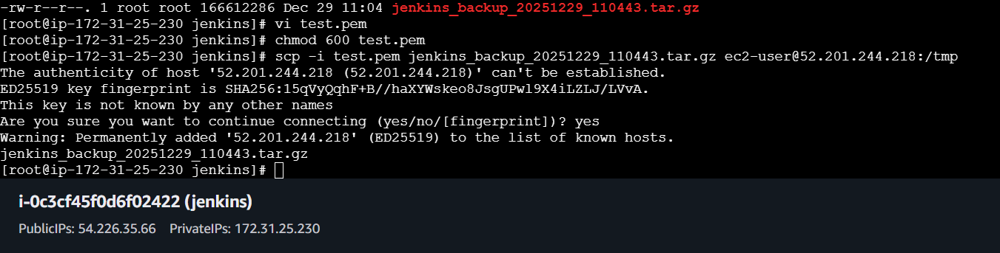 -rw-r--r--. 1 root root 166612286 Dec 29 11:04 jenkins_backup_20251229_110443.tar.gz
[root@ip-172-31-25-230 jenkins]# vi test.pem
[root@ip-172-31-25-230 jenkins]# chmod 600 test.pem
[root@ip-172-31-25-230 jenkins]# scp -i test.pem jenkins_backup_20251229_110443.tar.gz ec2-user@52.201.244.218:/tmp
The authenticity of host '52.201.244.218 (52.201.244.218)' can't be established.
ED25519 key fingerprint is SHA256:15qVyQqhF+B//haXYWskeo8JsgUPwl9X4iLZLJ/LVvA.
This key is not known by any other names
Are you sure you want to continue connecting (yes/no/[fingerprint])? yes
Warning: Permanently added '52.201.244.218' (ED25519) to the list of known hosts.
jenkins_backup_20251229_110443.tar.gz
[root@ip-172-31-25-230 jenkins]#
i-0c3cf45f0d6f02422 (jenkins)
PublicIPs: 54.226.35.66 PrivateIPs: 172.31.25.230